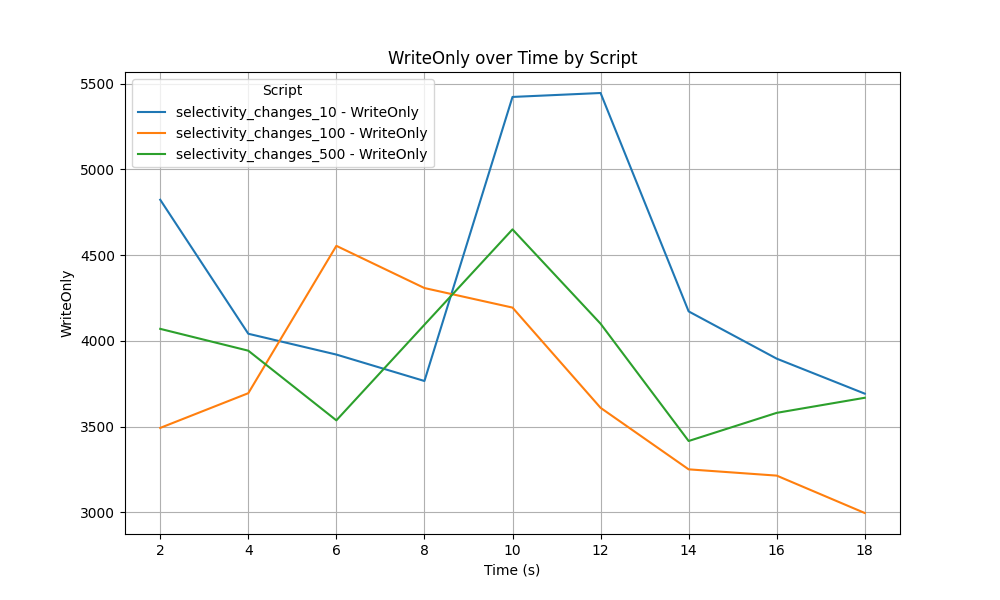 WriteOnly over Time by Script
Script
selectivity_changes_10 - WriteOnly
selectivity_changes_100 - WriteOnly
selectivity_changes_500 - WriteOnly
WriteOnly
5500
5000
4500
4000
3500
3000
2 4 6 8 10 12 14 16 18
Time (s)